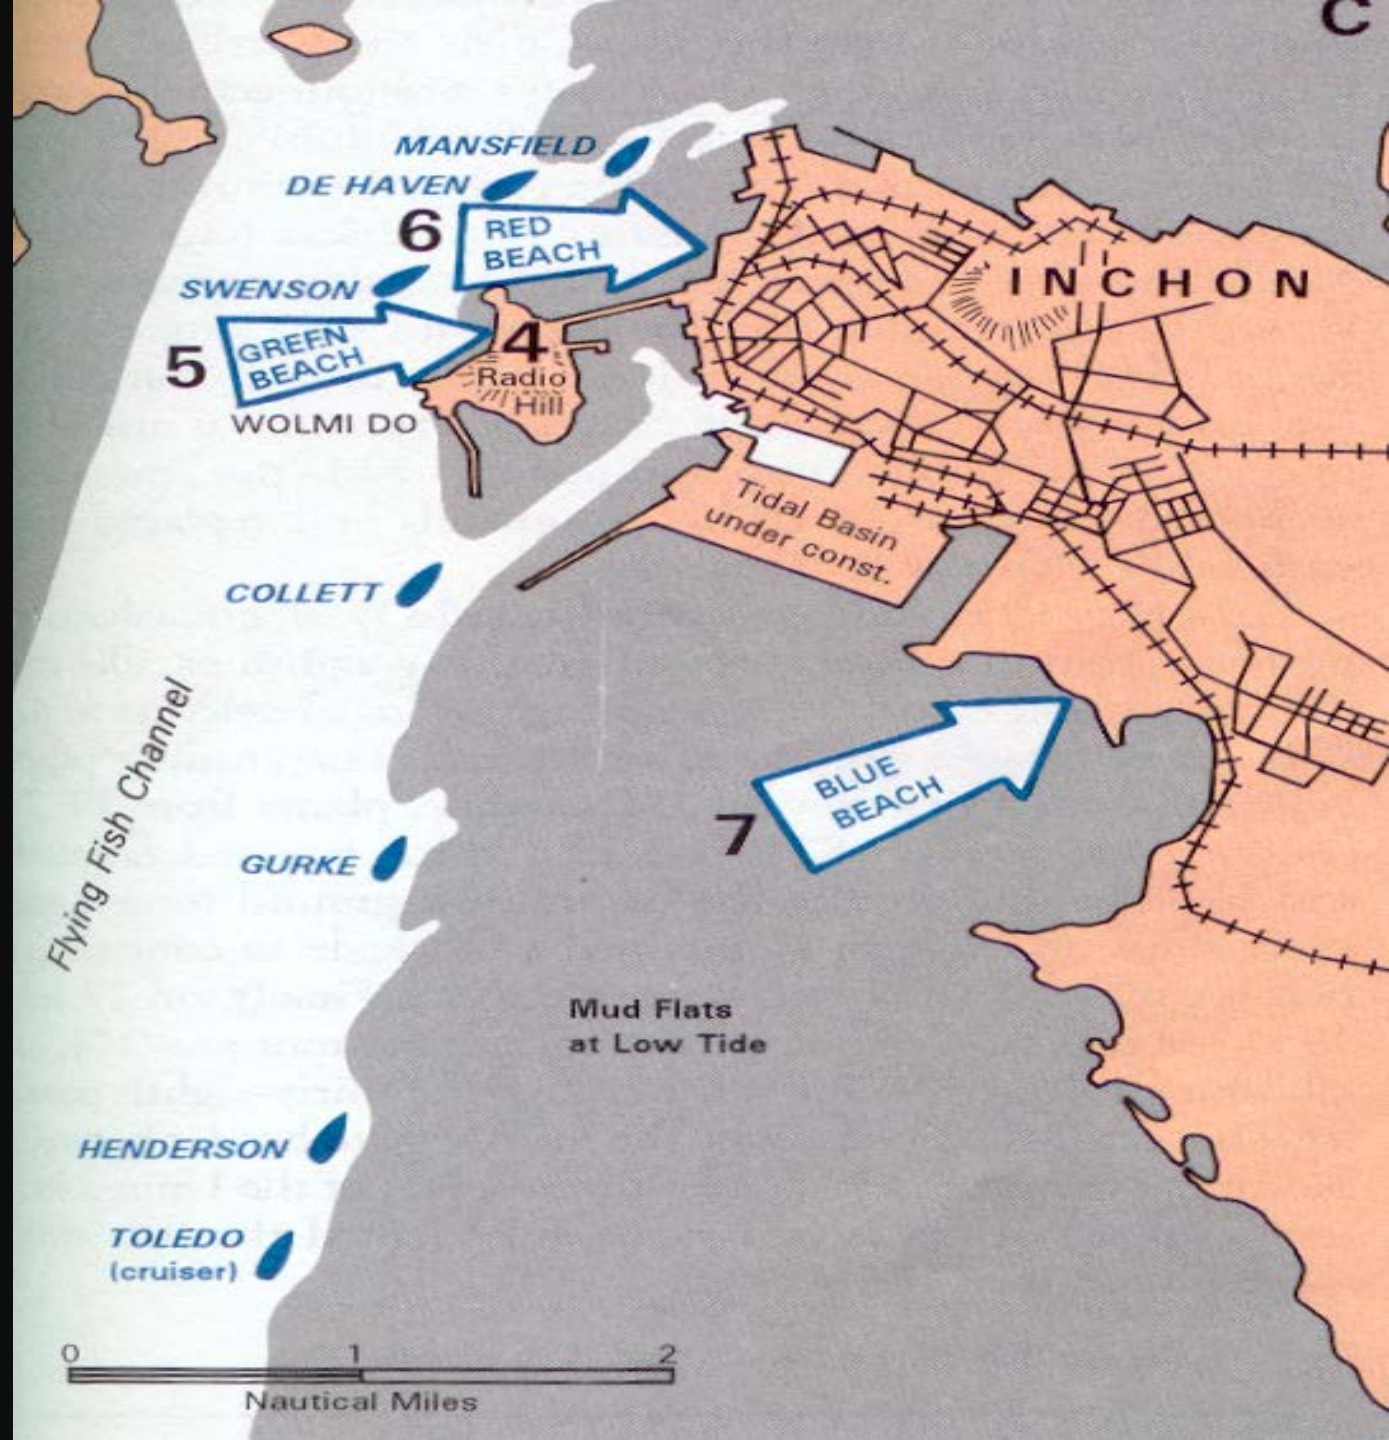 C
MANSFIELD
DE HAVEN
6
RED
BEACH
SWENSON
INCHON
5
GREEN
BEACH
4
Radio
Hill
WOLMI DO
Tidal Basin
under const.
COLLETT
Flying Fish Channel
BLUE
BEACH
7
GURKE
Mud Flats
at Low Tide
HENDERSON
TOLEDO
(cruiser)
0 1 2
Nautical Miles